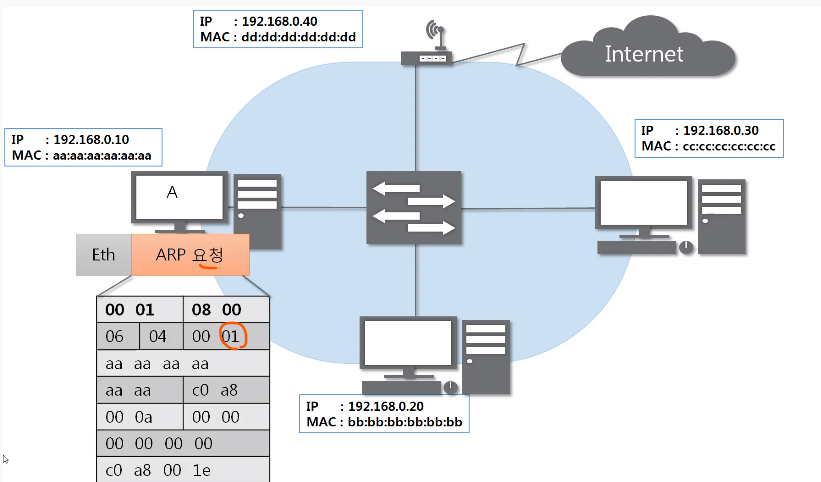 IP : 192.168.0.40
MAC : dd:dd:dd:dd:dd:dd
Internet
IP : 192.168.0.10
MAC : aa:aa:aa:aa:aa:aa
IP : 192.168.0.30
MAC : cc:cc:cc:cc:cc:cc
A
Eth ARP 요청
00 01 08 00
06 04 00 01
aa aa aa aa
aa aa c0 a8
00 0a 00 00
00 00 00 00
c0 a8 00 1e
IP : 192.168.0.20
MAC : bb:bb:bb:bb:bb:bb